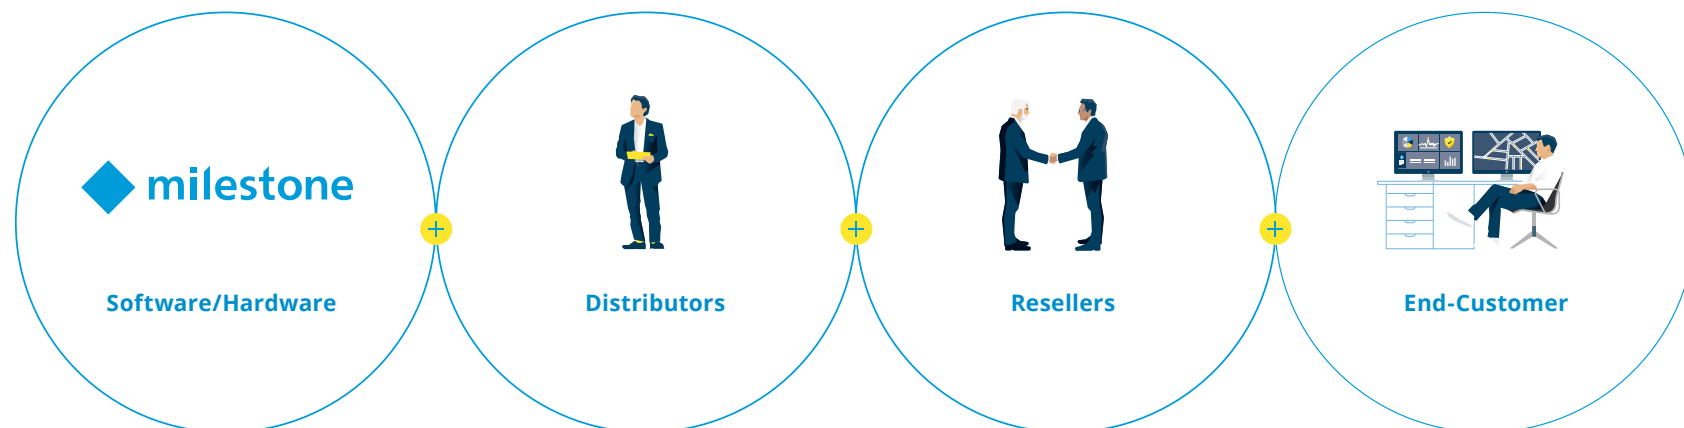 milestone
Software/Hardware
Distributors
Resellers
End-Customer